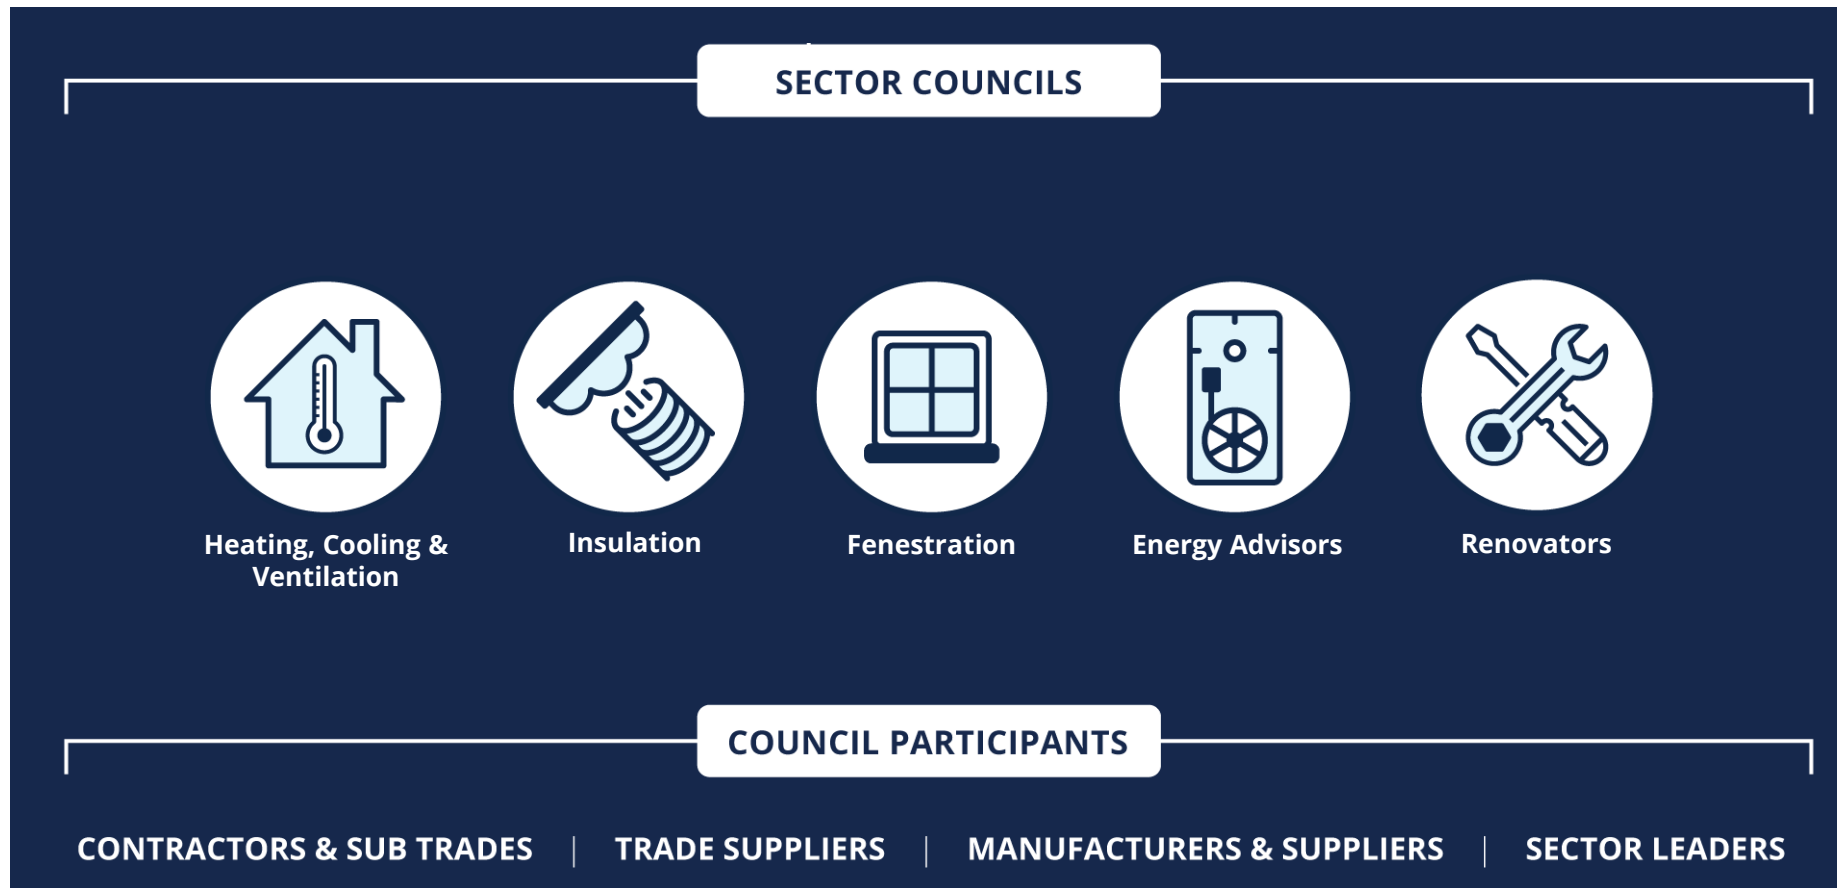 SECTOR COUNCILS
Heating, Cooling &
Ventilation
Insulation
Fenestration
Energy Advisors
Renovators
COUNCIL PARTICIPANTS
CONTRACTORS & SUB TRADES | TRADE SUPPLIERS | MANUFACTURERS & SUPPLIERS | SECTOR LEADERS